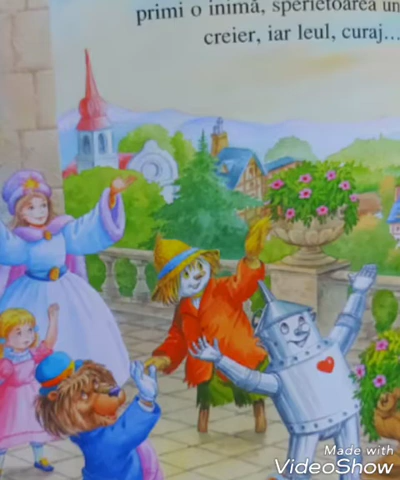 primi o inimă, sperietoarea un
creier, iar leul, curaj...
Made with
VideoShow